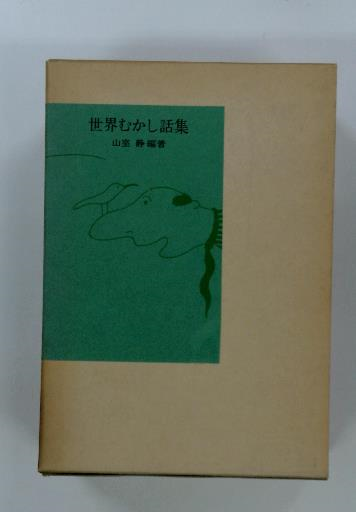 世界むかし話集
山室 静 編著